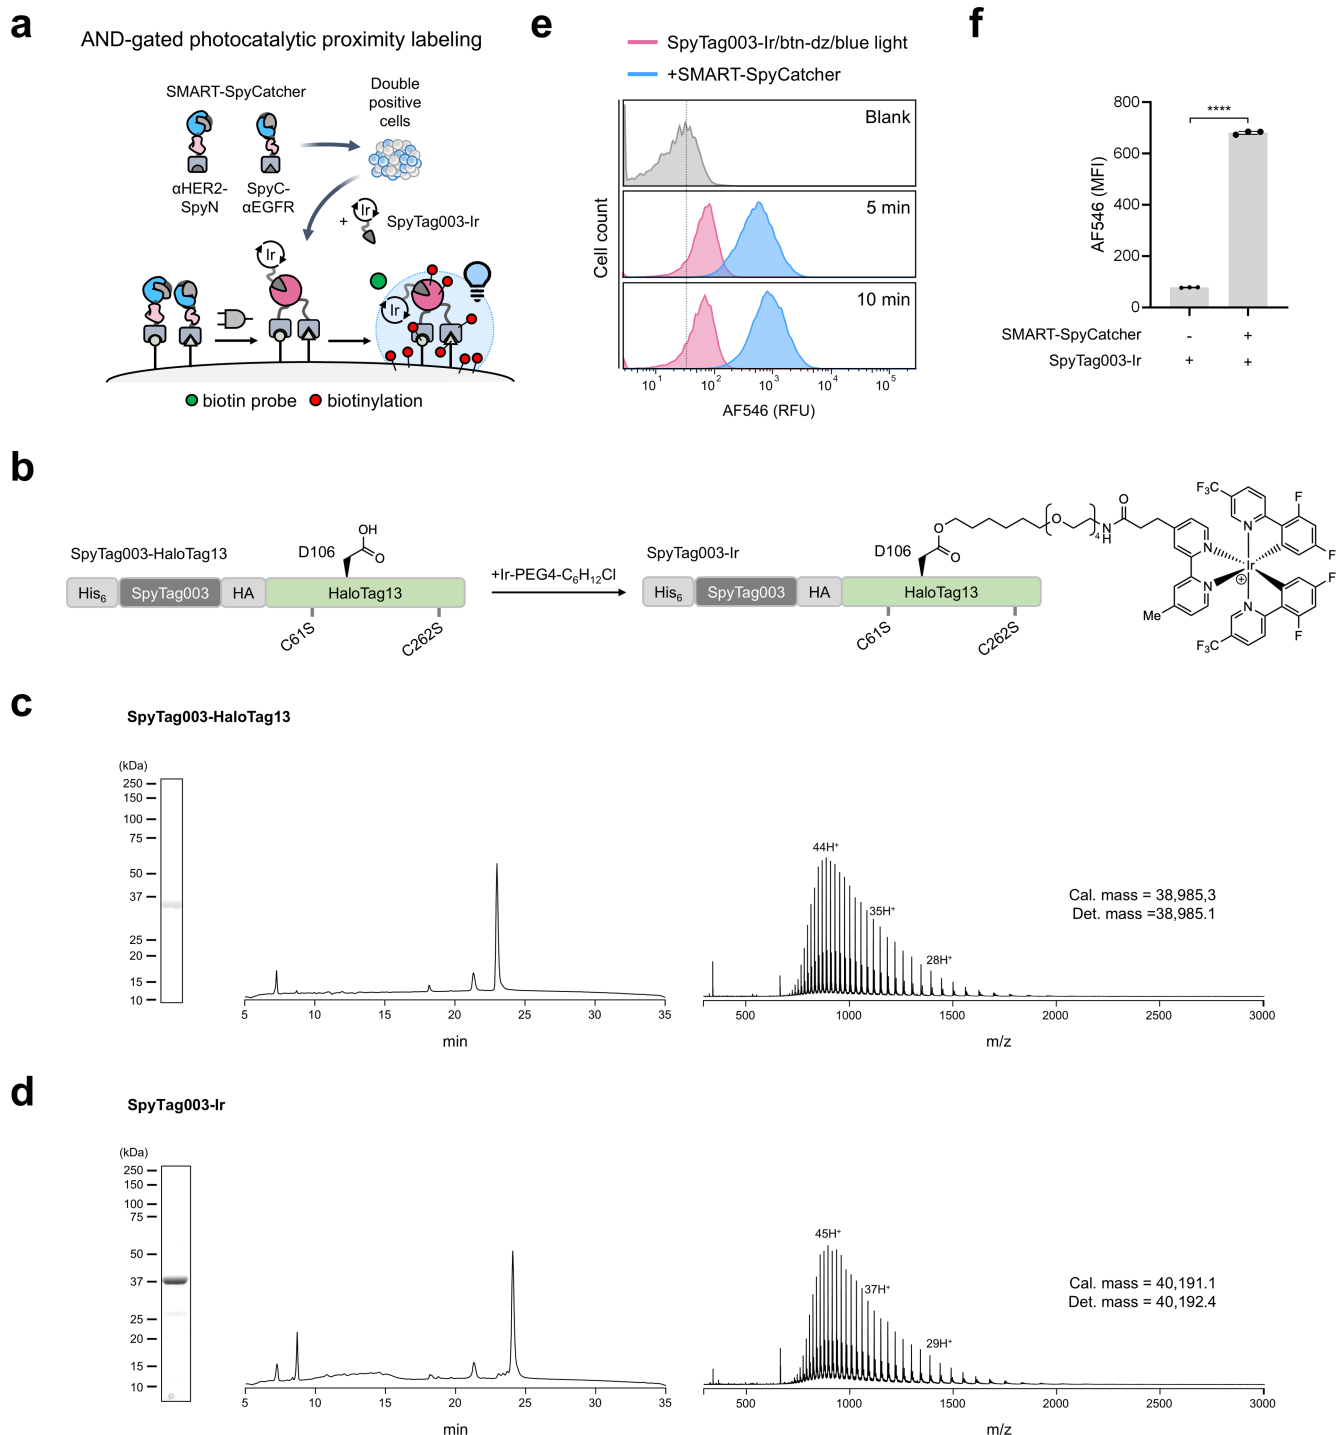 a
AND-gated photocatalytic proximity labeling
SMART-SpyCatcher
Double
positive
cells
αHER2-
SpyN
SpyC-
αEGFR
+
Ir
SpyTag003-Ir
Ir
Ir
biotin probe
biotinylation
e
SpyTag003-Ir/btn-dz/blue light
+SMART-SpyCatcher
Blank
5 min
10 min
Cell count
10¹ 10² 10³ 10⁴ 10⁵
AF546 (RFU)
f
****
800
600
400
200
0
AF546 (MFI)
SMART-SpyCatcher - +
SpyTag003-Ir + +
b
SpyTag003-HaloTag13
D106
OH
O
His₆ SpyTag003 HA HaloTag13
C61S
C262S
+Ir-PEG4-C₆H₁₂Cl
SpyTag003-Ir
D106
O
O
O
4
N
H
O
His₆ SpyTag003 HA HaloTag13
C61S
C262S
F₃C
F
F
N
N
N
Ir
⊕
N
Me
F
F
F₃C
c
SpyTag003-HaloTag13
(kDa)
250
150
100
75
50
37
25
20
15
10
5 10 15 20 25 30 35
min
44H⁺
35H⁺
28H⁺
Cal. mass = 38,985,3
Det. mass =38,985.1
500 1000 1500 2000 2500 3000
m/z
d
SpyTag003-Ir
(kDa)
250
150
100
75
50
37
25
20
15
10
5 10 15 20 25 30 35
min
45H⁺
37H⁺
29H⁺
Cal. mass = 40,191.1
Det. mass = 40,192.4
500 1000 1500 2000 2500 3000
m/z